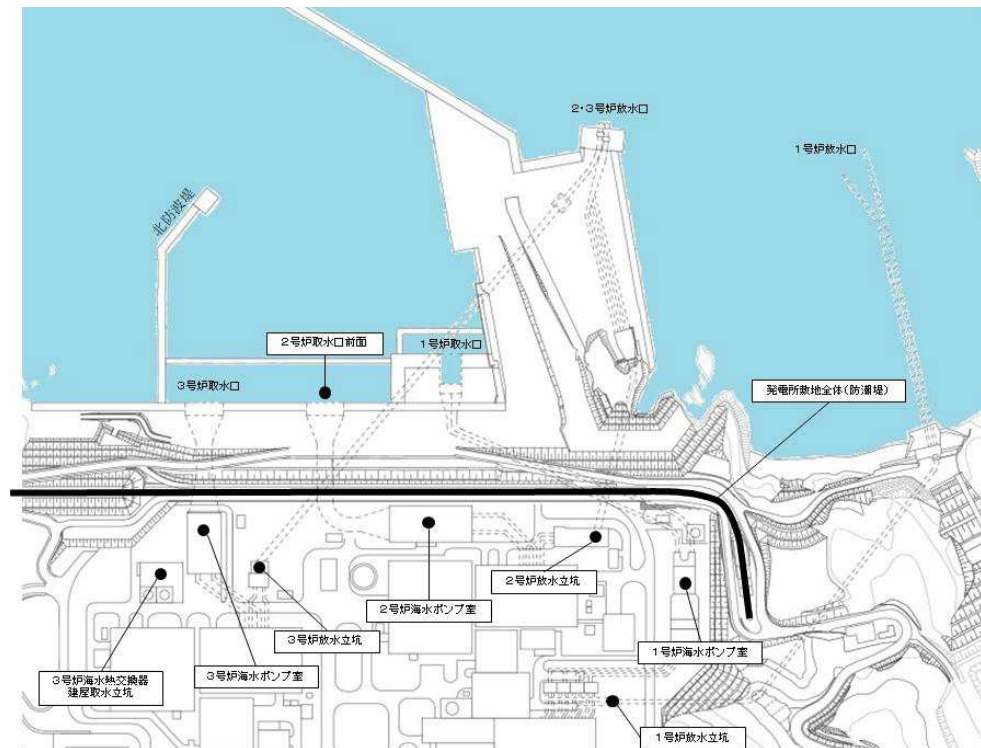 2・3号炉放水口
1号炉放水口
北防波堤
2号炉取水口前面
1号炉取水口
3号炉取水口
発電所敷地全体(防潮堤)
2号炉放水立坑
2号炉海水ポンプ室
3号炉放水立坑
1号炉海水ポンプ室
3号炉海水熱交換器
建屋取水立坑
3号炉海水ポンプ室
1号炉放水立坑